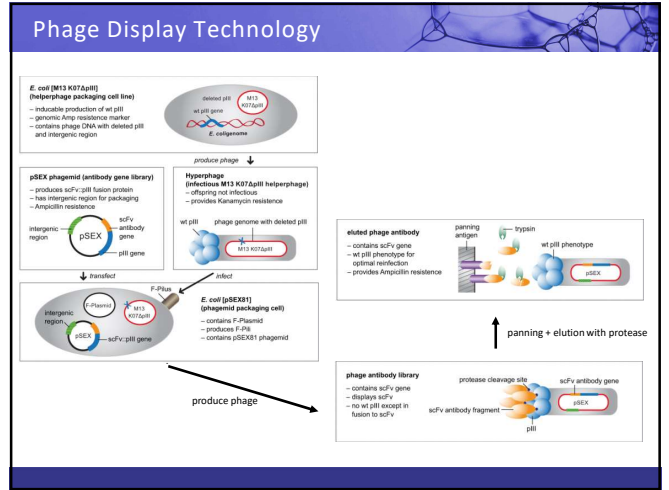 Phage Display Technology
E. coli [M13 K07ΔpIII]
(helperphage packaging cell line)
– inducable production of wt pIII
– genomic Amp resistence marker
– contains phage DNA with deleted pIII
and intergenic region
deleted pIII
M13
K07ΔpIII
wt pIII gene
E. coligenome
produce phage
pSEX phagemid (antibody gene library)
– produces scFv::pIII fusion protein
– has intergenic region for packaging
– Ampicillin resistence
intergenic
region
pSEX
scFv
antibody
gene
pIII gene
transfect
Hyperphage
(infectious M13 K07ΔpIII helperphage)
– offspring not infectious
– provides Kanamycin resistence
wt pIII
phage genome with deleted pIII
M13 K07ΔpIII
infect
F-Pilus
F-Plasmid
M13
K07ΔpIII
intergenic
region
pSEX
scFv::pIII gene
E. coli [pSEX81]
(phagemid packaging cell)
– contains F-Plasmid
– produces F-Pili
– contains pSEX81 phagemid
produce phage
phage antibody library
– contains scFv gene
– displays scFv
– no wt pIII except in
fusion to scFv
protease cleavage site
scFv antibody gene
pSEX
scFv antibody fragment
pIII
panning + elution with protease
eluted phage antibody
– contains scFv gene
– wt pIII phenotype for
optimal reinfection
– provides Ampicillin resistence
panning
antigen
trypsin
wt pIII phenotype
pSEX